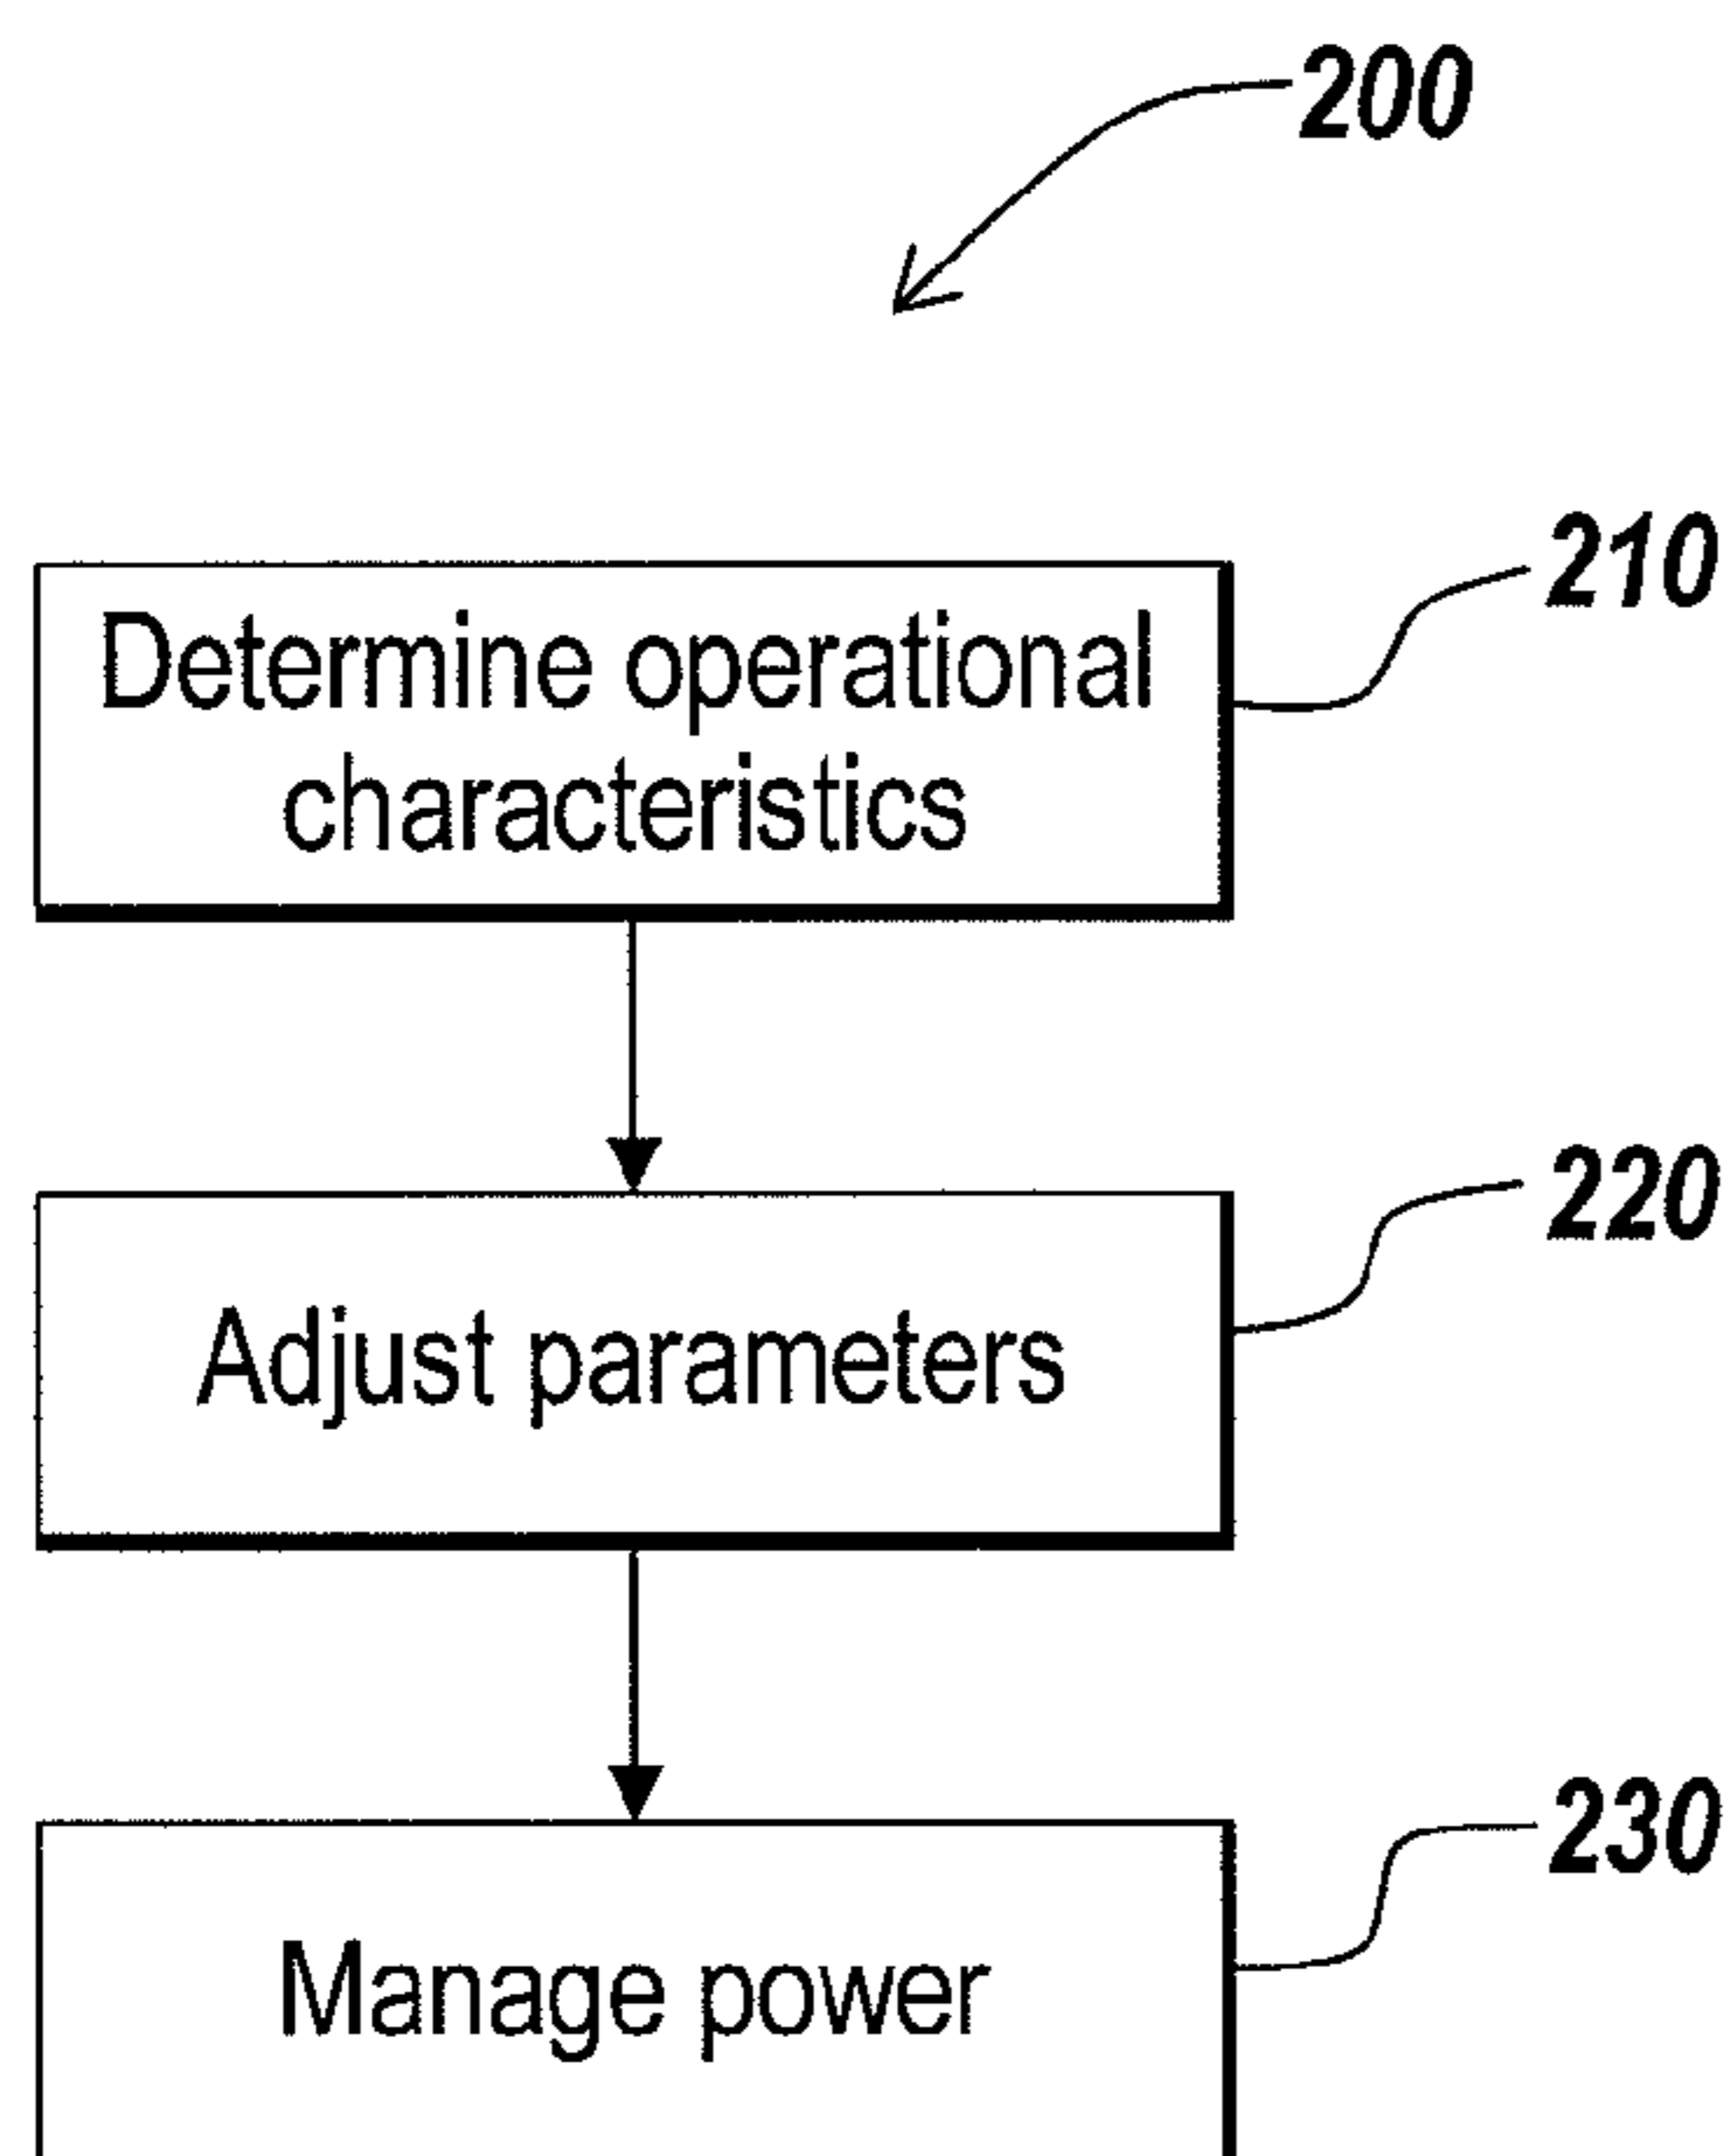 200
210
Determine operational
characteristics
220
Adjust parameters
230
Manage power